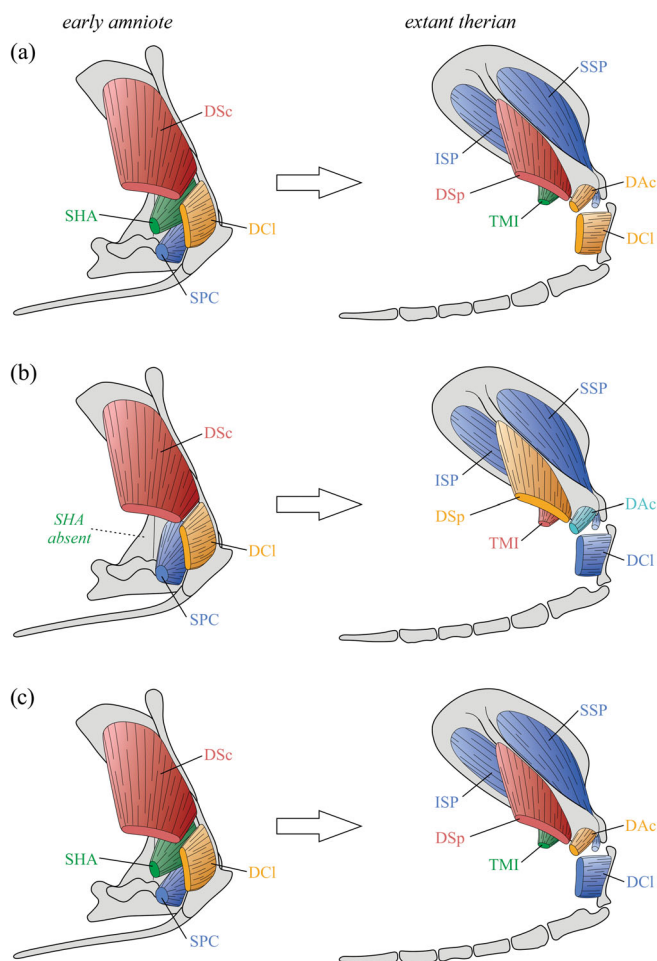 early amniote
extant therian
(a)
DSc
SHA
DCl
SPC
SSP
ISP
DSp
TMI
DAc
DCl
(b)
DSc
SHA
absent
DCl
SPC
SSP
ISP
DSp
TMI
DAc
DCl
(c)
DSc
SHA
DCl
SPC
SSP
ISP
DSp
TMI
DAc
DCl